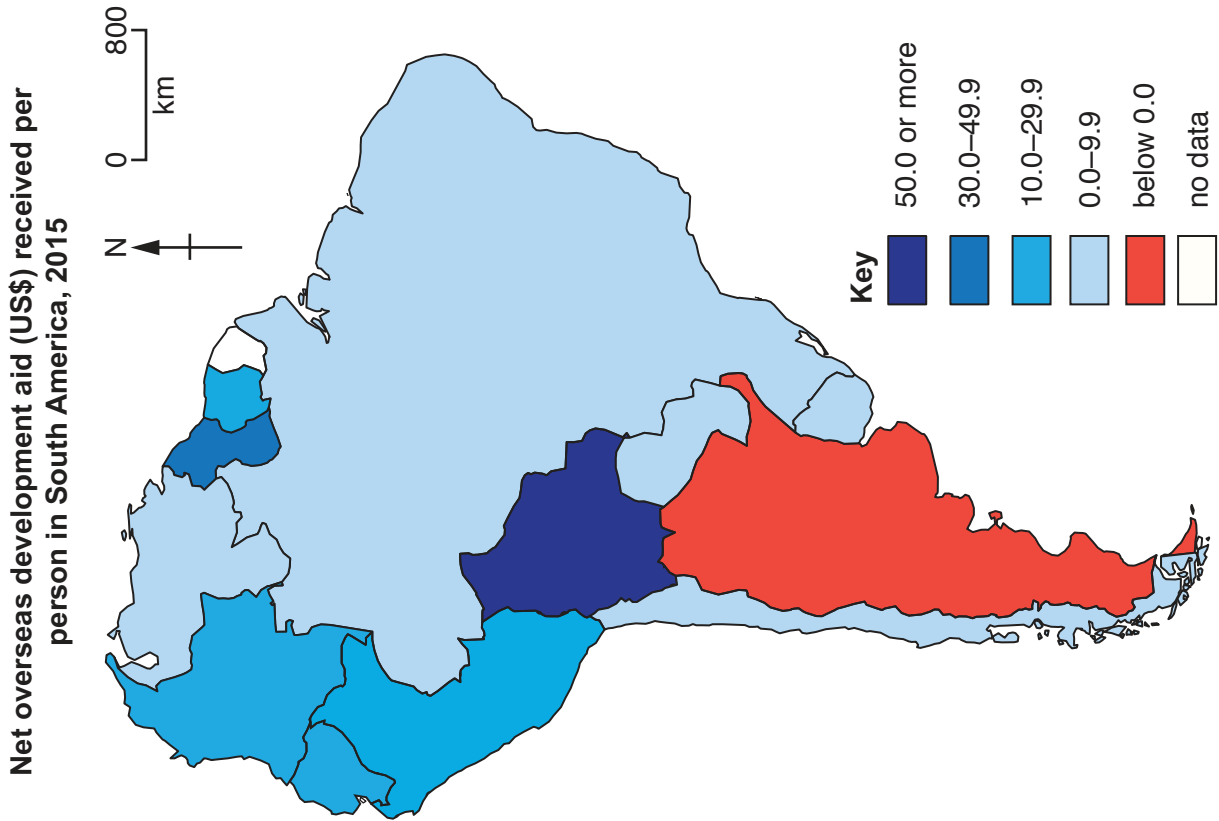 Net overseas development aid (US$) received per
person in South America, 2015
N
0 800
km
Key
50.0 or more
30.0–49.9
10.0–29.9
0.0–9.9
below 0.0
no data